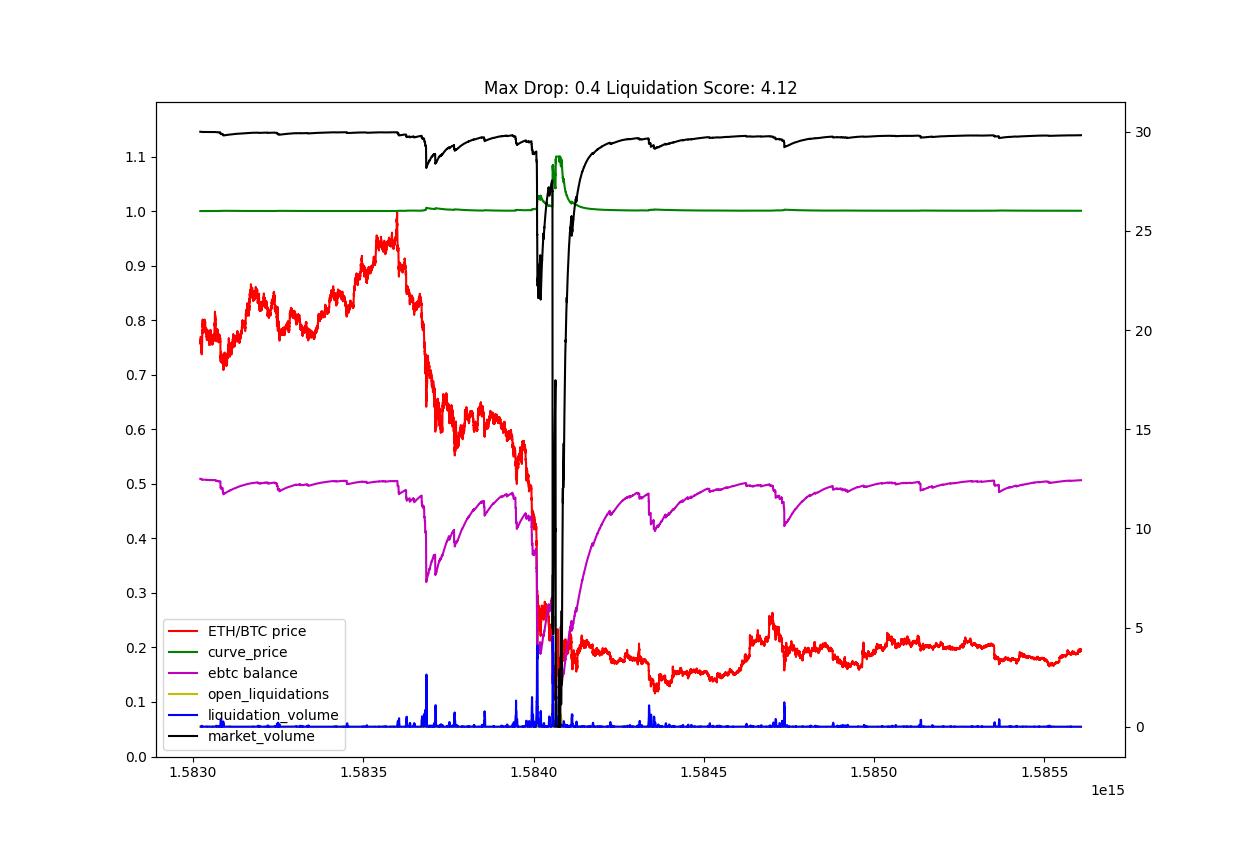 Max Drop: 0.4 Liquidation Score: 4.12
1.1
1.0
0.9
0.8
0.7
0.6
0.5
0.4
0.3
0.2
0.1
0.0
30
25
20
15
10
5
0
ETH/BTC price
curve_price
ebtc balance
open_liquidations
liquidation_volume
market_volume
1.5830 1.5835 1.5840 1.5845 1.5850 1.5855
1e15